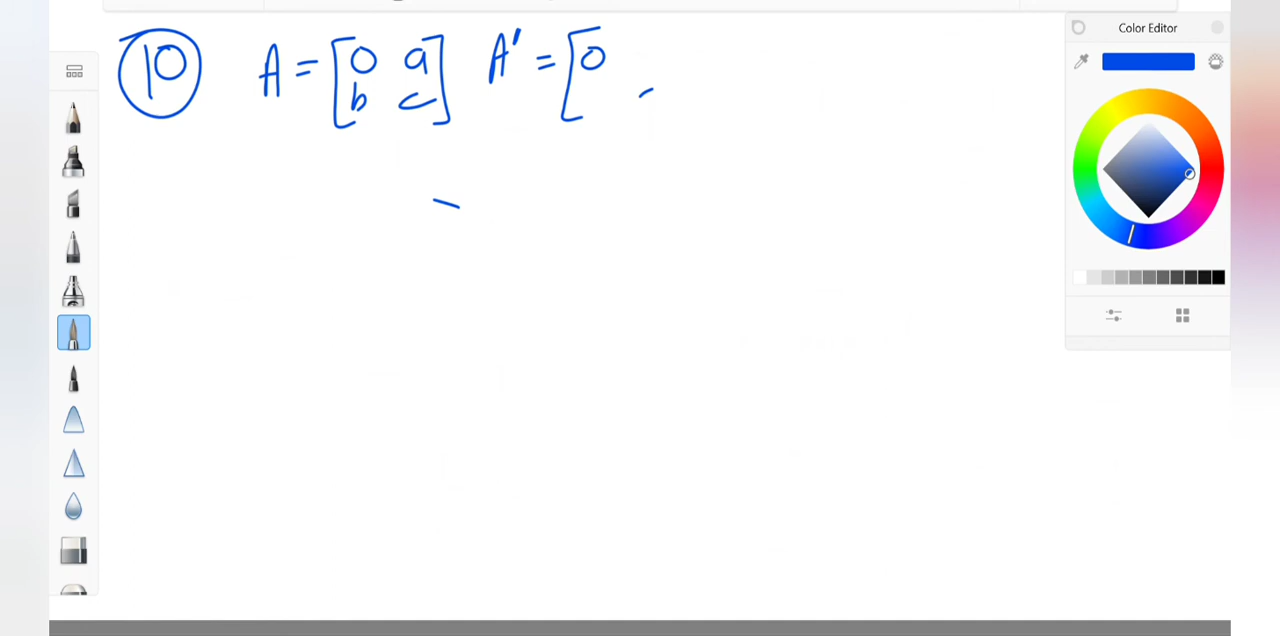 Color Editor
10 A = [0 a A' = [0
b c]